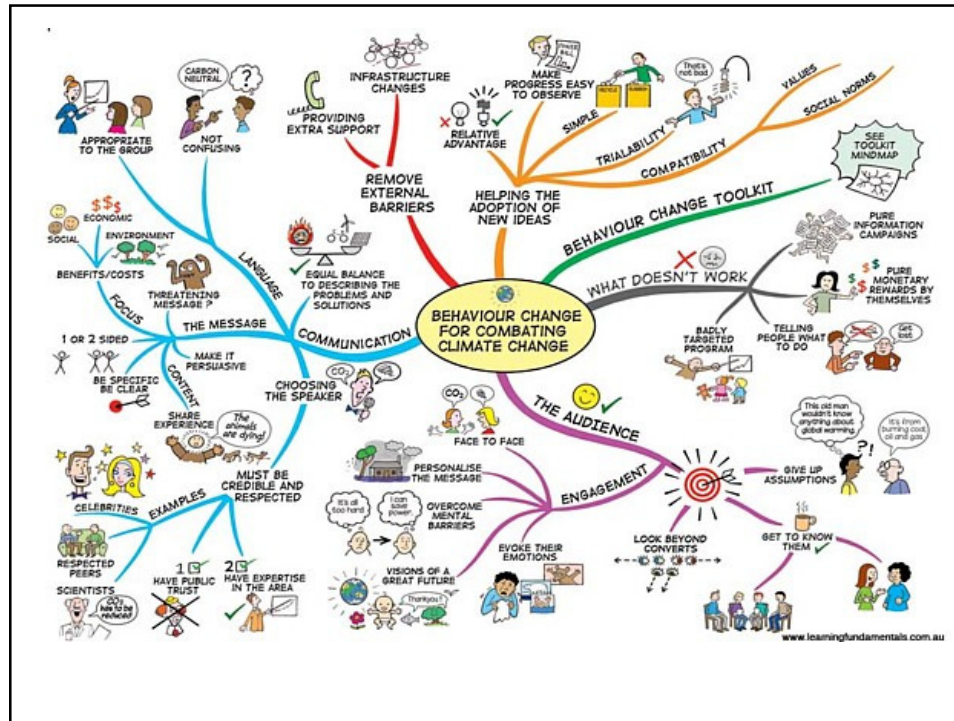 BEHAVIOUR CHANGE
FOR COMBATING
CLIMATE CHANGE
COMMUNICATION
LANGUAGE
APPROPRIATE
TO THE GROUP
NOT
CONFUSING
CARBON
NEUTRAL
?
EQUAL BALANCE
TO DESCRIBING THE
PROBLEMS AND
SOLUTIONS
THE MESSAGE
FOCUS
BENEFITS/COSTS
SOCIAL
$$$
ECONOMIC
ENVIRONMENT
THREATENING
MESSAGE ?
1 OR 2 SIDED
CONTENT
MAKE IT
PERSUASIVE
BE SPECIFIC
BE CLEAR
SHARE
EXPERIENCE
The
animals
are dying!
CHOOSING
THE SPEAKER
CO2
MUST BE
CREDIBLE AND
RESPECTED
EXAMPLES
CELEBRITIES
RESPECTED
PEERS
SCIENTISTS
CO2
has to be
reduced
1
HAVE PUBLIC
TRUST
2
HAVE EXPERTISE
IN THE AREA
REMOVE
EXTERNAL
BARRIERS
PROVIDING
EXTRA SUPPORT
INFRASTRUCTURE
CHANGES
HELPING THE
ADOPTION OF
NEW IDEAS
RELATIVE
ADVANTAGE
MAKE
PROGRESS EASY
TO OBSERVE
POWER
BILL
SIMPLE
RECYCLE
RUBBISH
TRIALABILITY
That's
not bad
COMPATIBILITY
VALUES
SOCIAL NORMS
BEHAVIOUR CHANGE TOOLKIT
SEE
TOOLKIT
MINDMAP
WHAT DOESN'T WORK
PURE
INFORMATION
CAMPAIGNS
$$
$$
PURE
MONETARY
REWARDS BY
THEMSELVES
TELLING
PEOPLE WHAT
TO DO
Get
lost
BADLY
TARGETED
PROGRAM
THE AUDIENCE
ENGAGEMENT
CO2
FACE TO FACE
PERSONALISE
THE MESSAGE
OVERCOME
MENTAL
BARRIERS
It's all
too hard
I can
save
power.
EVOKE THEIR
EMOTIONS
VISIONS OF A
GREAT FUTURE
Thankyou!
GIVE UP
ASSUMPTIONS
This old man
wouldn't know
anything about
global warming.
?!
It's from
burning coal,
oil and gas
LOOK BEYOND
CONVERTS
GET TO KNOW
THEM
www.learningfundamentals.com.au